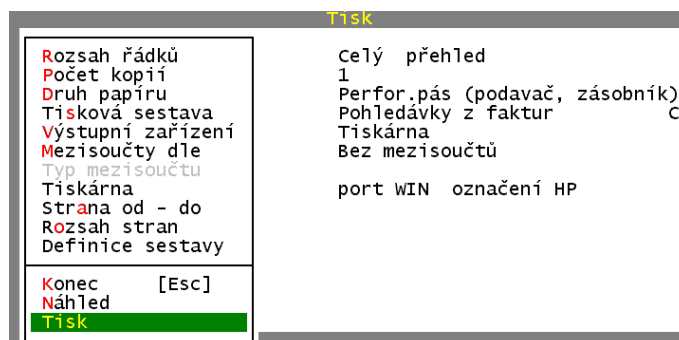 Tisk
Rozsah řádků Celý přehled
Počet kopií 1
Druh papíru Perfor.pás (podavač, zásobník)
Tisková sestava Pohledávky z faktur C
Výstupní zařízení Tiskárna
Mezisoučty dle Bez mezisoučtů
Typ mezisoučtu
Tiskárna port WIN označení HP
Strana od - do
Rozsah stran
Definice sestavy
Konec [Esc]
Náhled
Tisk